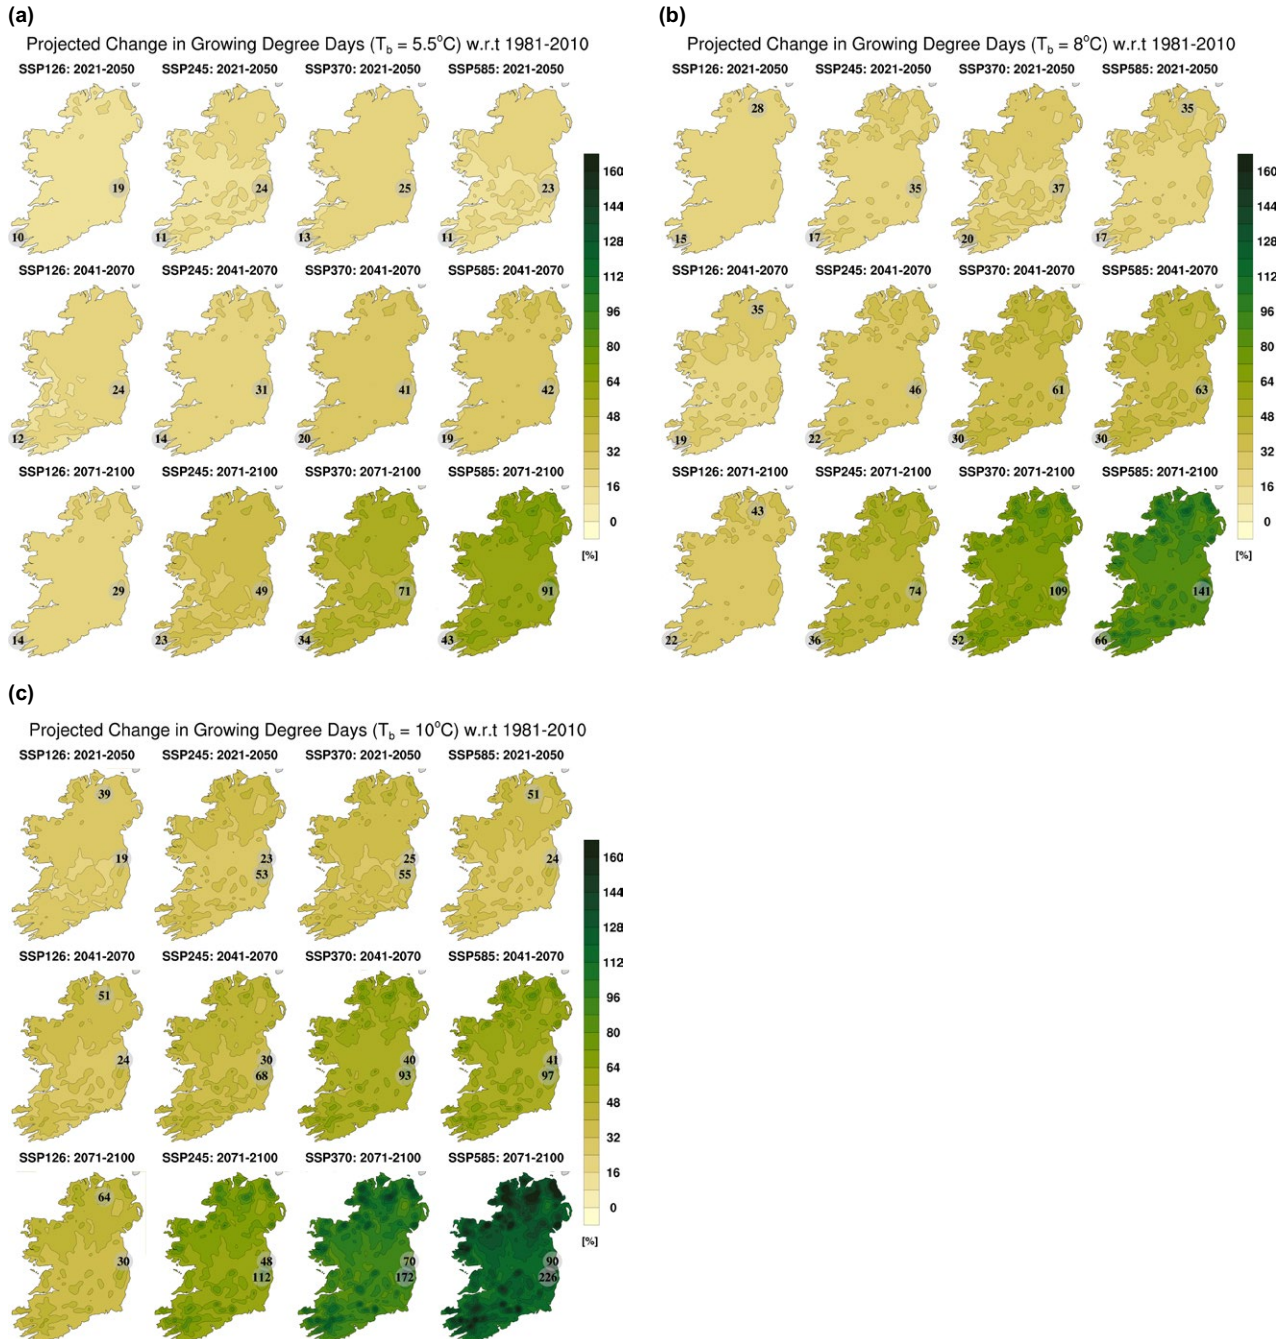 (a)
Projected Change in Growing Degree Days (Tb = 5.5°C) w.r.t 1981-2010
SSP126: 2021-2050 SSP245: 2021-2050 SSP370: 2021-2050 SSP585: 2021-2050
19 24 25 23
10 11 13 11
SSP126: 2041-2070 SSP245: 2041-2070 SSP370: 2041-2070 SSP585: 2041-2070
24 31 41 42
12 14 20 19
SSP126: 2071-2100 SSP245: 2071-2100 SSP370: 2071-2100 SSP585: 2071-2100
29 49 71 91
14 23 34 43
160
144
128
112
96
80
64
48
32
16
0
[%]
(b)
Projected Change in Growing Degree Days (Tb = 8°C) w.r.t 1981-2010
SSP126: 2021-2050 SSP245: 2021-2050 SSP370: 2021-2050 SSP585: 2021-2050
28 35
35 37
15 17 20 17
SSP126: 2041-2070 SSP245: 2041-2070 SSP370: 2041-2070 SSP585: 2041-2070
35
46 61 63
19 22 30 30
SSP126: 2071-2100 SSP245: 2071-2100 SSP370: 2071-2100 SSP585: 2071-2100
43
74 109 141
22 36 52 66
160
144
128
112
96
80
64
48
32
16
0
[%]
(c)
Projected Change in Growing Degree Days (Tb = 10°C) w.r.t 1981-2010
SSP126: 2021-2050 SSP245: 2021-2050 SSP370: 2021-2050 SSP585: 2021-2050
39 51
19 23 25 24
53 55
SSP126: 2041-2070 SSP245: 2041-2070 SSP370: 2041-2070 SSP585: 2041-2070
51
24 30 40 41
68 93 97
SSP126: 2071-2100 SSP245: 2071-2100 SSP370: 2071-2100 SSP585: 2071-2100
64
30 48 70 90
112 172 226
160
144
128
112
96
80
64
48
32
16
0
[%]